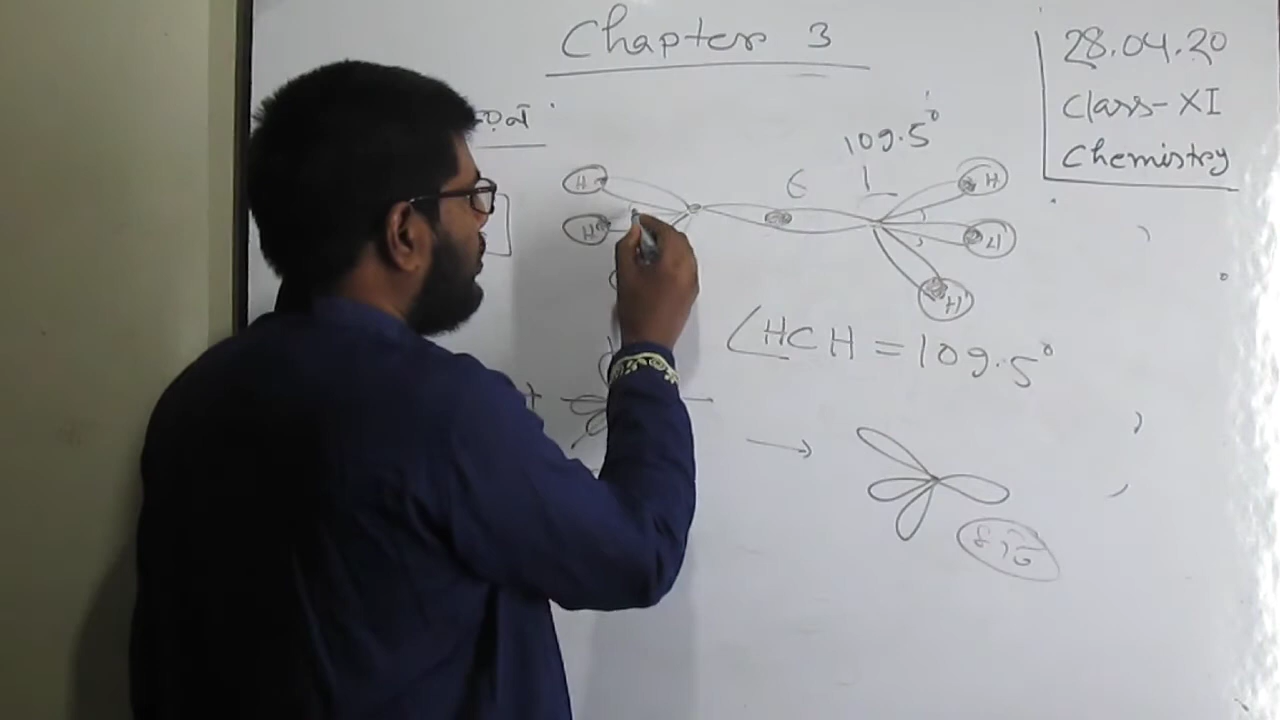 Chapter 3
28.04.20
Class-XI
Chemistry
109.5°
H
H
H
H
H
∠HCH = 109.5°
+
→